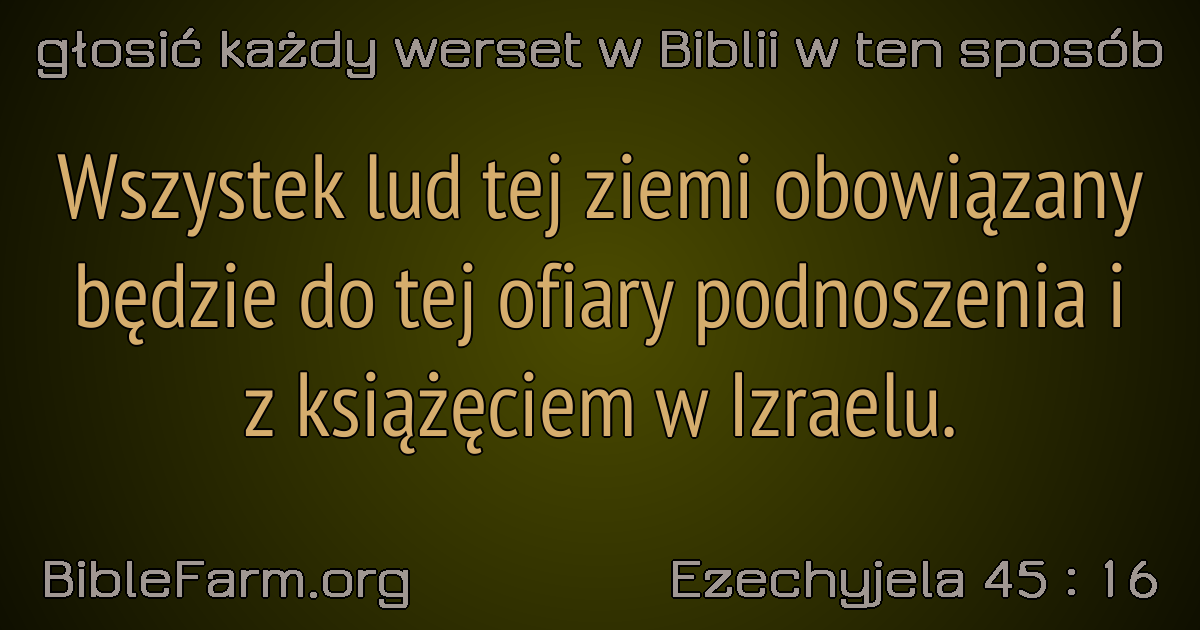 głosić każdy werset w Biblii w ten sposób
Wszystek lud tej ziemi obowiązany
będzie do tej ofiary podnoszenia i
z książęciem w Izraelu.
BibleFarm.org
Ezechyjela 45 : 16